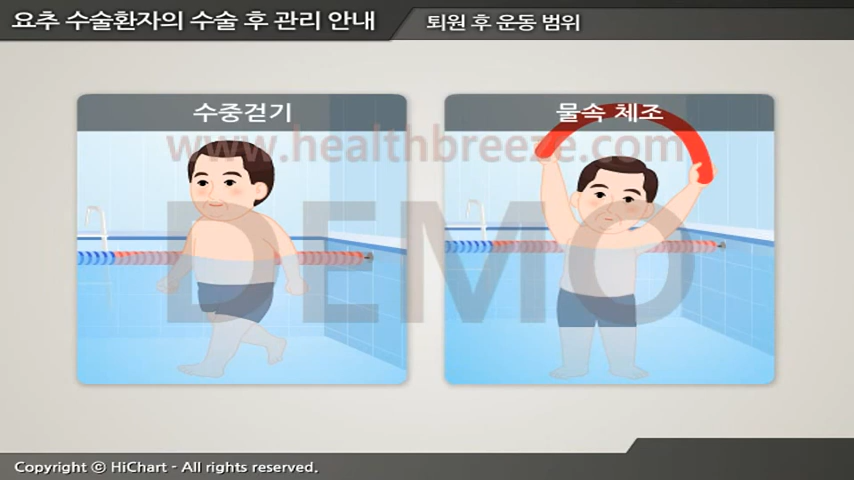 요추 수술환자의 수술 후 관리 안내
퇴원 후 운동 범위
수중걷기
물속 체조
www.healthbreeze.com
DEMO
Copyright ⓒ HiChart - All rights reserved.